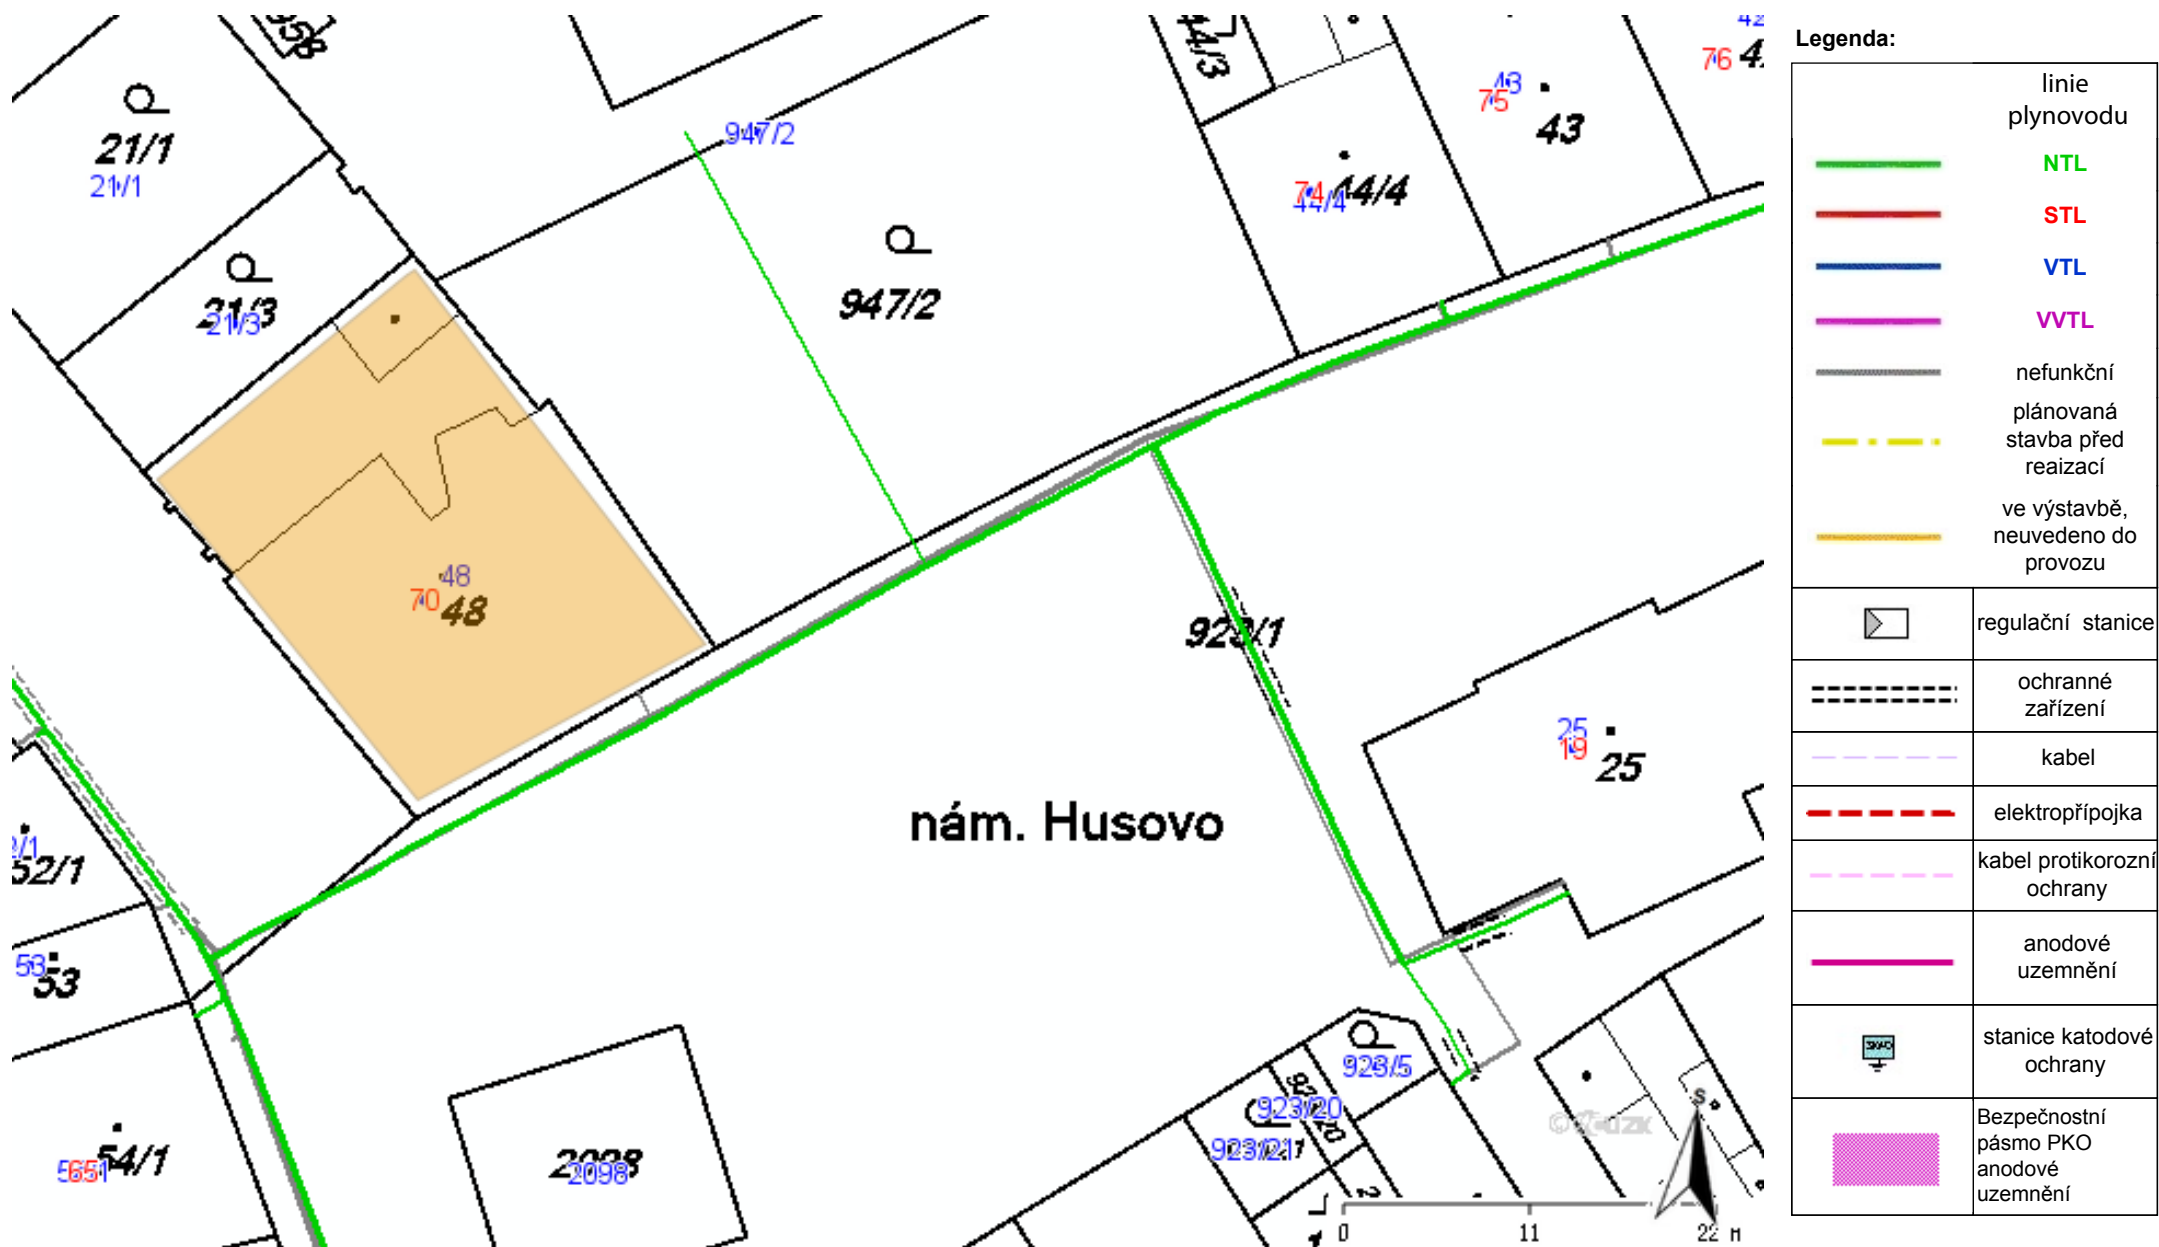 21/1
21/1
21/3
21/3
947/2
947/2
44/3
74
44/4
44/4
43
75
43
42
76
48
70
48
923/1
25
19
25
nám. Husovo
52/1
53
53
54/1
2098
2098
923/5
923/20
923/21
0
11
22 M
S
Legenda:
linie
plynovodu
NTL
STL
VTL
VVTL
nefunkční
plánovaná
stavba před
reaizací
ve výstavbě,
neuvedeno do
provozu
regulační stanice
ochranné
zařízení
kabel
elektropřípojka
kabel protikorozní
ochrany
anodové
uzemnění
stanice katodové
ochrany
Bezpečnostní
pásmo PKO
anodové
uzemnění